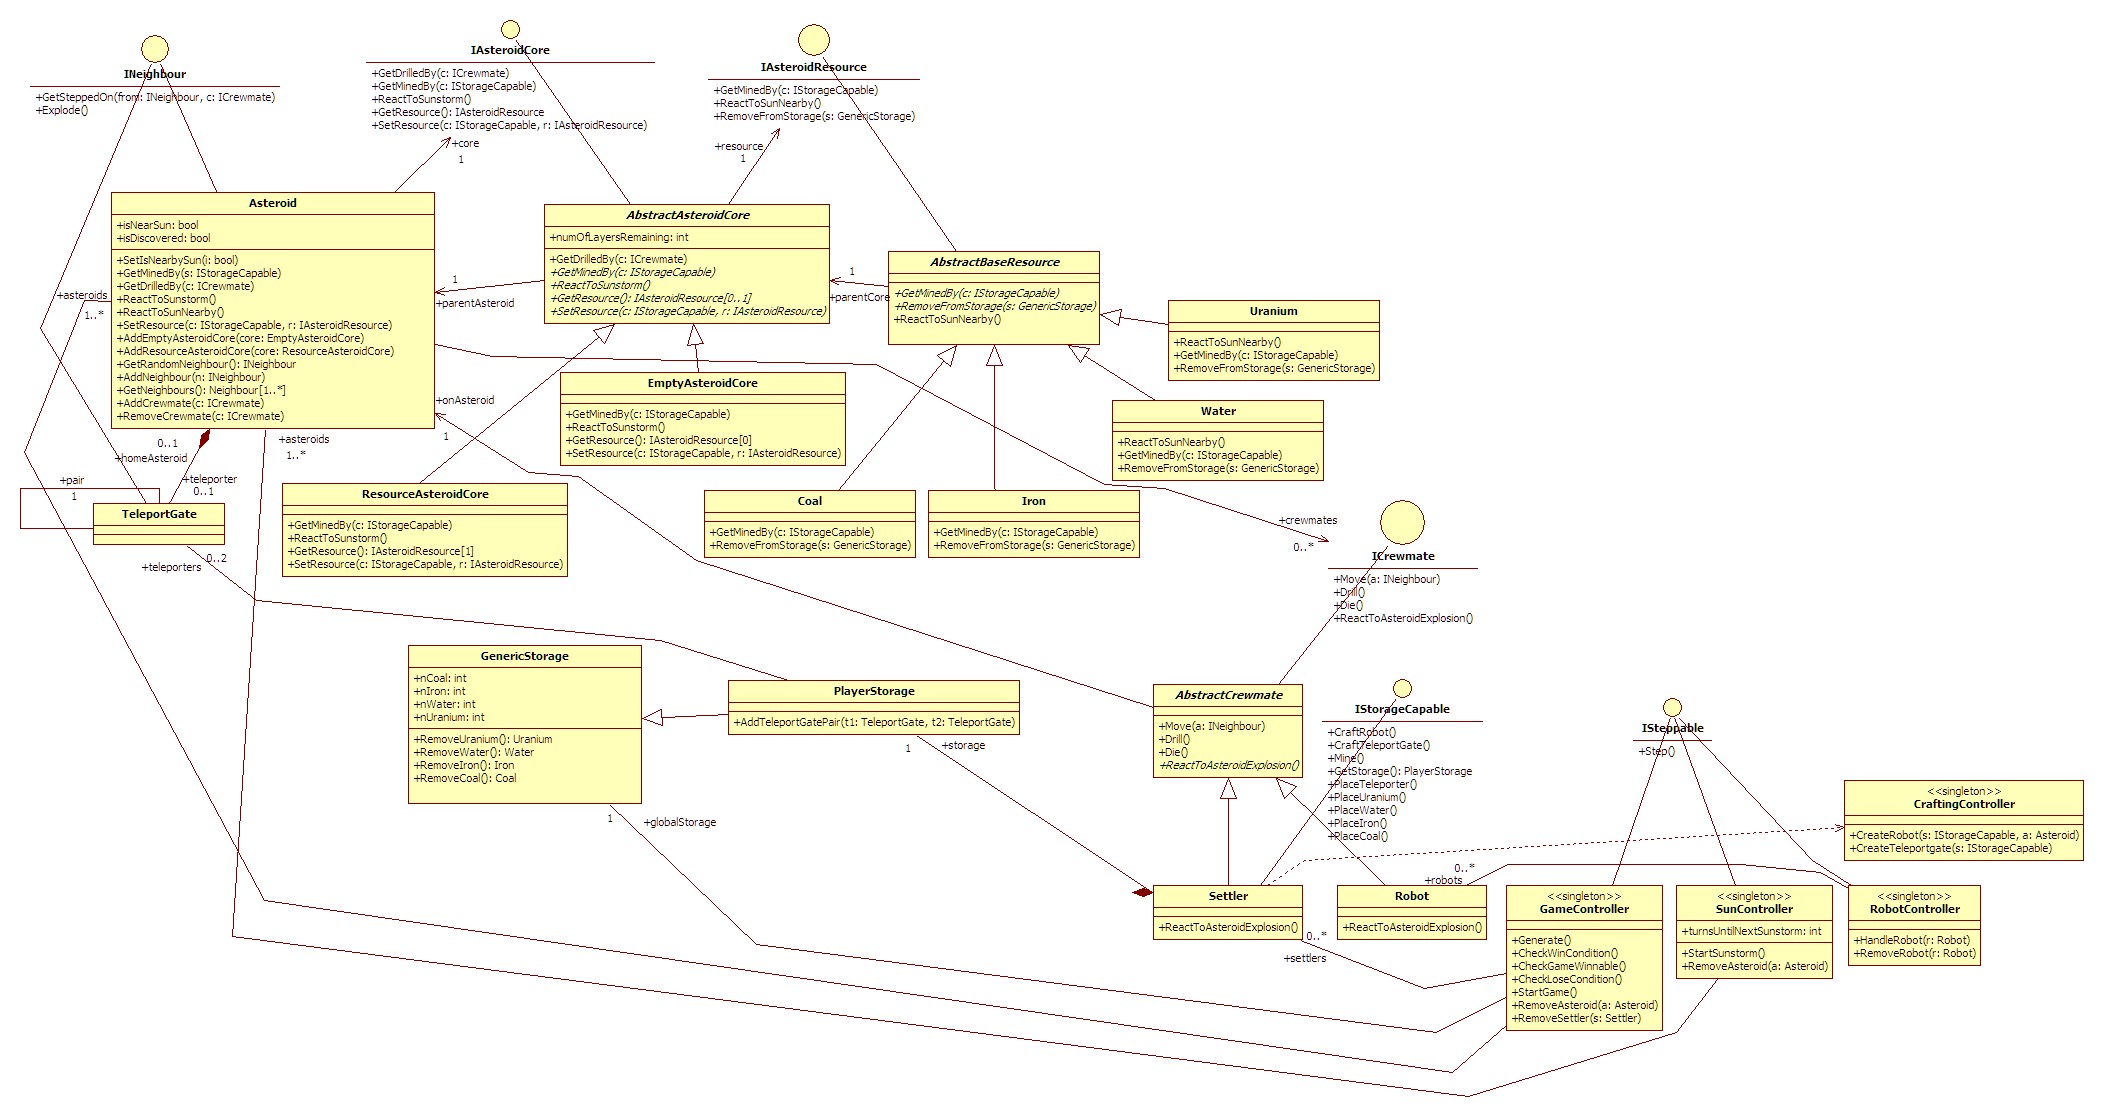 INeighbour
+GetSteppedOn(from: INeighbour, c: ICrewmate)
+Explode()
IAsteroidCore
+GetDrilledBy(c: ICrewmate)
+GetMinedBy(c: IStorageCapable)
+ReactToSunstorm()
+GetResource(): IAsteroidResource
+SetResource(c: IStorageCapable, r: IAsteroidResource)
+core
1
IAsteroidResource
+GetMinedBy(c: IStorageCapable)
+ReactToSunNearby()
+RemoveFromStorage(s: GenericStorage)
+resource
1
Asteroid
+isNearSun: bool
+isDiscovered: bool
+SetIsNearbySun(i: bool)
+GetMinedBy(s: IStorageCapable)
+GetDrilledBy(c: ICrewmate)
+ReactToSunstorm()
+ReactToSunNearby()
+SetResource(c: IStorageCapable, r: IAsteroidResource)
+AddEmptyAsteroidCore(core: EmptyAsteroidCore)
+AddResourceAsteroidCore(core: ResourceAsteroidCore)
+GetRandomNeighbour(): INeighbour
+AddNeighbour(n: INeighbour)
+GetNeighbours(): Neighbour[1..*]
+AddCrewmate(c: ICrewmate)
+RemoveCrewmate(c: ICrewmate)
+asteroids
1..*
AbstractAsteroidCore
+numOfLayersRemaining: int
+GetDrilledBy(c: ICrewmate)
+GetMinedBy(c: IStorageCapable)
+ReactToSunstorm()
+GetResource(): IAsteroidResource[0..1]
+SetResource(c: IStorageCapable, r: IAsteroidResource)
1
+parentAsteroid
1
+parentCore
AbstractBaseResource
+GetMinedBy(c: IStorageCapable)
+RemoveFromStorage(s: GenericStorage)
+ReactToSunNearby()
Uranium
+ReactToSunNearby()
+GetMinedBy(c: IStorageCapable)
+RemoveFromStorage(s: GenericStorage)
EmptyAsteroidCore
+GetMinedBy(c: IStorageCapable)
+ReactToSunstorm()
+GetResource(): IAsteroidResource[0]
+SetResource(c: IStorageCapable, r: IAsteroidResource)
Water
+ReactToSunNearby()
+GetMinedBy(c: IStorageCapable)
+RemoveFromStorage(s: GenericStorage)
+onAsteroid
1
0..1
+homeAsteroid
+teleporter
0..1
+asteroids
1..*
+pair
1
TeleportGate
+teleporters
0..2
ResourceAsteroidCore
+GetMinedBy(c: IStorageCapable)
+ReactToSunstorm()
+GetResource(): IAsteroidResource[1]
+SetResource(c: IStorageCapable, r: IAsteroidResource)
Coal
+GetMinedBy(c: IStorageCapable)
+RemoveFromStorage(s: GenericStorage)
Iron
+GetMinedBy(c: IStorageCapable)
+RemoveFromStorage(s: GenericStorage)
+crewmates
0..*
ICrewmate
+Move(a: INeighbour)
+Drill()
+Die()
+ReactToAsteroidExplosion()
GenericStorage
+nCoal: int
+nIron: int
+nWater: int
+nUranium: int
+RemoveUranium(): Uranium
+RemoveWater(): Water
+RemoveIron(): Iron
+RemoveCoal(): Coal
1
+globalStorage
PlayerStorage
+AddTeleportGatePair(t1: TeleportGate, t2: TeleportGate)
1
+storage
AbstractCrewmate
+Move(a: INeighbour)
+Drill()
+Die()
+ReactToAsteroidExplosion()
IStorageCapable
+CraftRobot()
+CraftTeleportGate()
+Mine()
+GetStorage(): PlayerStorage
+PlaceTeleporter()
+PlaceUranium()
+PlaceWater()
+PlaceIron()
+PlaceCoal()
ISteppable
+Step()
<<singleton>>
CraftingController
+CreateRobot(s: IStorageCapable, a: Asteroid)
+CreateTeleportgate(s: IStorageCapable)
0..*
+robots
Settler
+ReactToAsteroidExplosion()
0..*
+settlers
Robot
+ReactToAsteroidExplosion()
<<singleton>>
GameController
+Generate()
+CheckWinCondition()
+CheckGameWinnable()
+CheckLoseCondition()
+StartGame()
+RemoveAsteroid(a: Asteroid)
+RemoveSettler(s: Settler)
<<singleton>>
SunController
+turnsUntilNextSunstorm: int
+StartSunstorm()
+RemoveAsteroid(a: Asteroid)
<<singleton>>
RobotController
+HandleRobot(r: Robot)
+RemoveRobot(r: Robot)